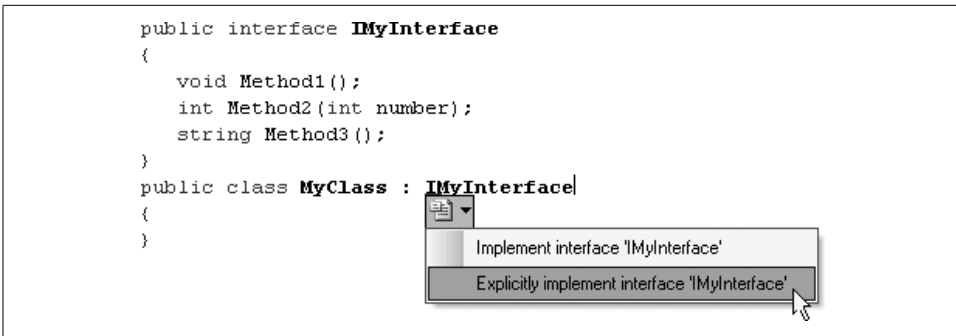 public interface IMyInterface
{
void Method1();
int Method2(int number);
string Method3();
}
public class MyClass : IMyInterface
{
}
Implement interface 'IMyInterface'
Explicitly implement interface 'IMyInterface'